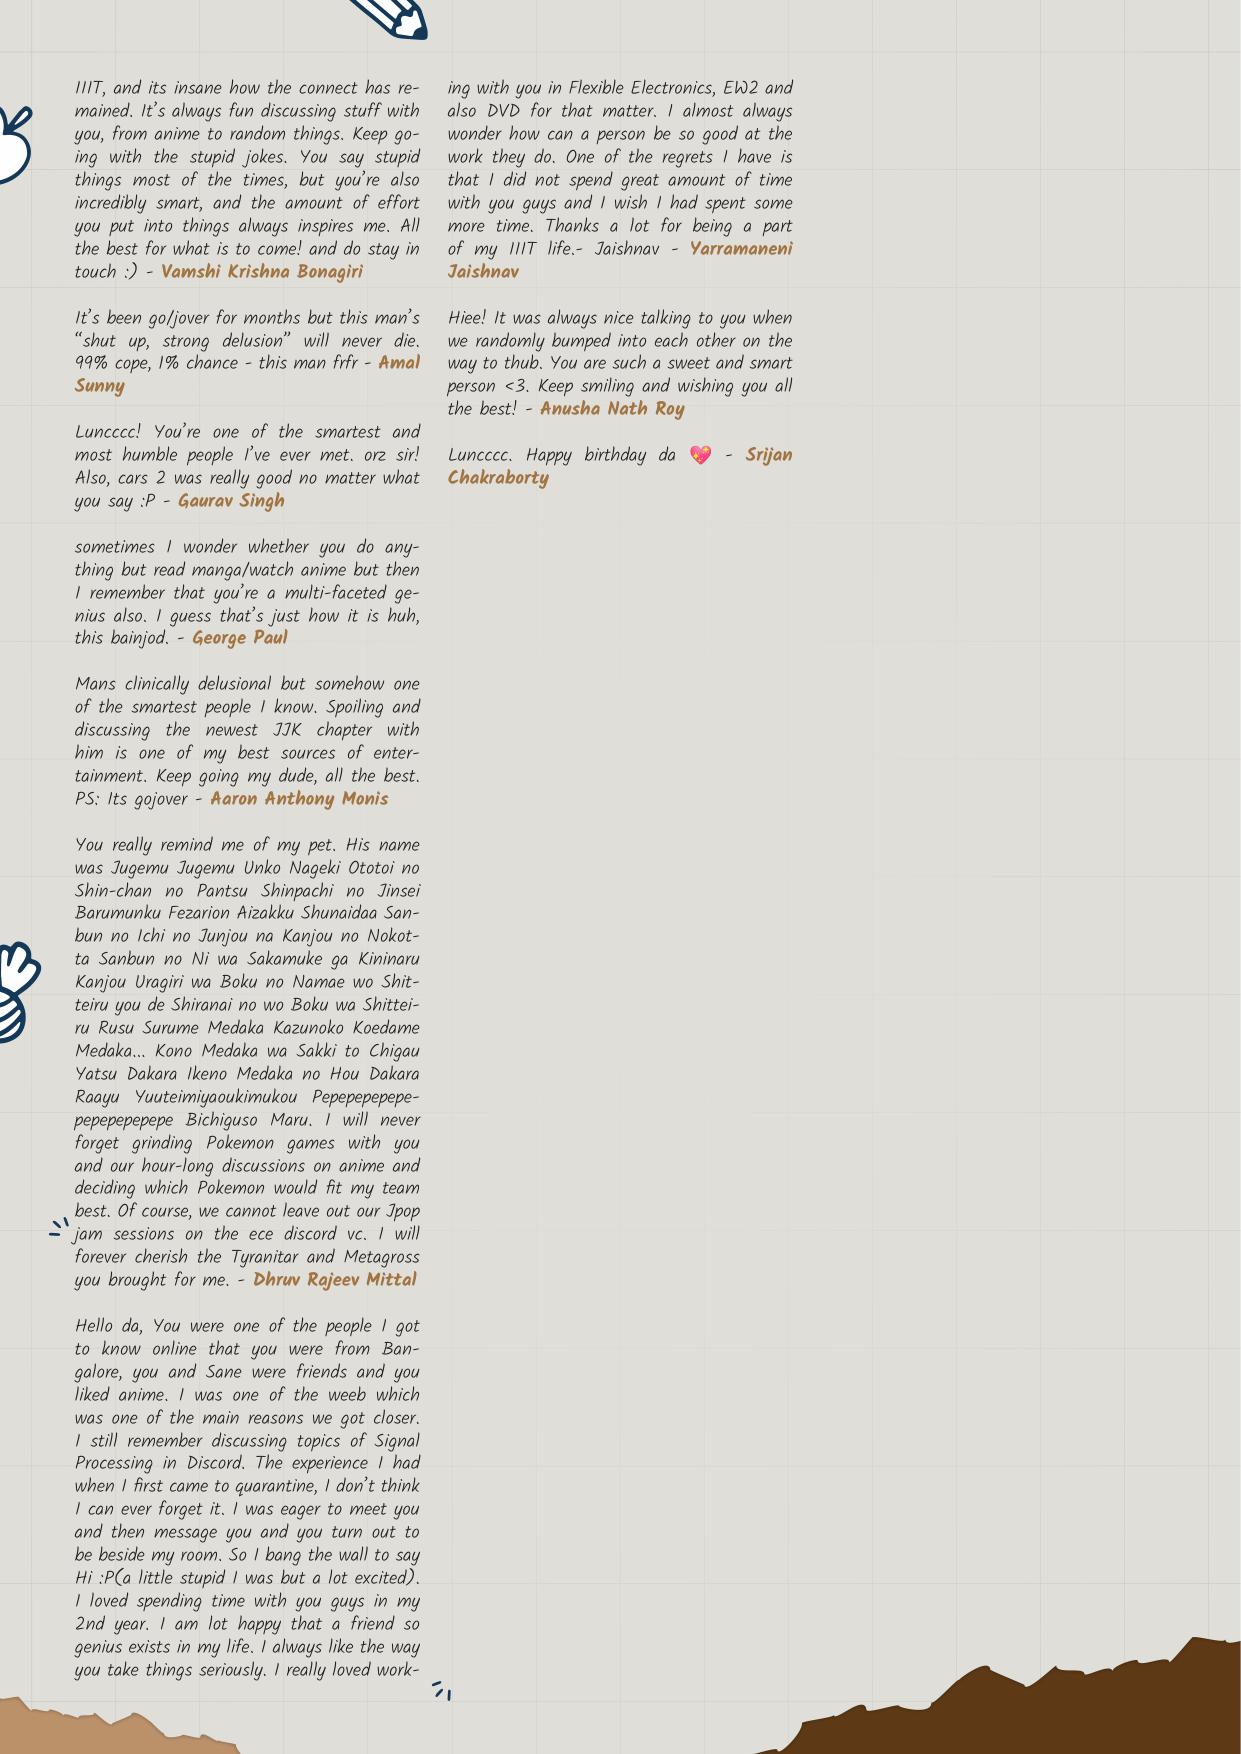 IIIT, and its insane how the connect has re-
mained. It's always fun discussing stuff with
you, from anime to random things. Keep go-
ing with the stupid jokes. You say stupid
things most of the times, but you're also
incredibly smart, and the amount of effort
you put into things always inspires me. All
the best for what is to come! and do stay in
touch :) - Vamshi Krishna Bonagiri
It's been go/jover for months but this man's
“shut up, strong delusion” will never die.
99% cope, 1% chance - this man frfr - Amal
Sunny
Luncccc! You're one of the smartest and
most humble people I've ever met. orz sir!
Also, cars 2 was really good no matter what
you say :P - Gaurav Singh
sometimes I wonder whether you do any-
thing but read manga/watch anime but then
I remember that you're a multi-faceted ge-
nius also. I guess that's just how it is huh,
this bainjod. - George Paul
Mans clinically delusional but somehow one
of the smartest people I know. Spoiling and
discussing the newest JJK chapter with
him is one of my best sources of enter-
tainment. Keep going my dude, all the best.
PS: Its gojover - Aaron Anthony Monis
You really remind me of my pet. His name
was Jugemu Jugemu Unko Nageki Ototoi no
Shin-chan no Pantsu Shinpachi no Jinsei
Barumunku Fezarion Aizakku Shunaidaa San-
bun no Ichi no Junjou na Kanjou no Nokot-
ta Sanbun no Ni wa Sakamuke ga Kininaru
Kanjou Uragiri wa Boku no Namae wo Shit-
teiru you de Shiranai no wo Boku wa Shittei-
ru Rusu Surume Medaka Kazunoko Koedame
Medaka... Kono Medaka wa Sakki to Chigau
Yatsu Dakara Ikeno Medaka no Hou Dakara
Raayu Yuuteimiyaoukimukou Pepepepepepe-
pepepepepepe Bichiguso Maru. I will never
forget grinding Pokemon games with you
and our hour-long discussions on anime and
deciding which Pokemon would fit my team
best. Of course, we cannot leave out our Jpop
jam sessions on the ece discord vc. I will
forever cherish the Tyranitar and Metagross
you brought for me. - Dhruv Rajeev Mittal
Hello da, You were one of the people I got
to know online that you were from Ban-
galore, you and Sane were friends and you
liked anime. I was one of the weeb which
was one of the main reasons we got closer.
I still remember discussing topics of Signal
Processing in Discord. The experience I had
when I first came to quarantine, I don't think
I can ever forget it. I was eager to meet you
and then message you and you turn out to
be beside my room. So I bang the wall to say
Hi :P(a little stupid I was but a lot excited).
I loved spending time with you guys in my
2nd year. I am lot happy that a friend so
genius exists in my life. I always like the way
you take things seriously. I really loved work-
ing with you in Flexible Electronics, EW2 and
also DVD for that matter. I almost always
wonder how can a person be so good at the
work they do. One of the regrets I have is
that I did not spend great amount of time
with you guys and I wish I had spent some
more time. Thanks a lot for being a part
of my IIIT life.- Jaishnav - Yarramaneni
Jaishnav
Hiee! It was always nice talking to you when
we randomly bumped into each other on the
way to thub. You are such a sweet and smart
person <3. Keep smiling and wishing you all
the best! - Anusha Nath Roy
Luncccc. Happy birthday da 💖 - Srijan
Chakraborty